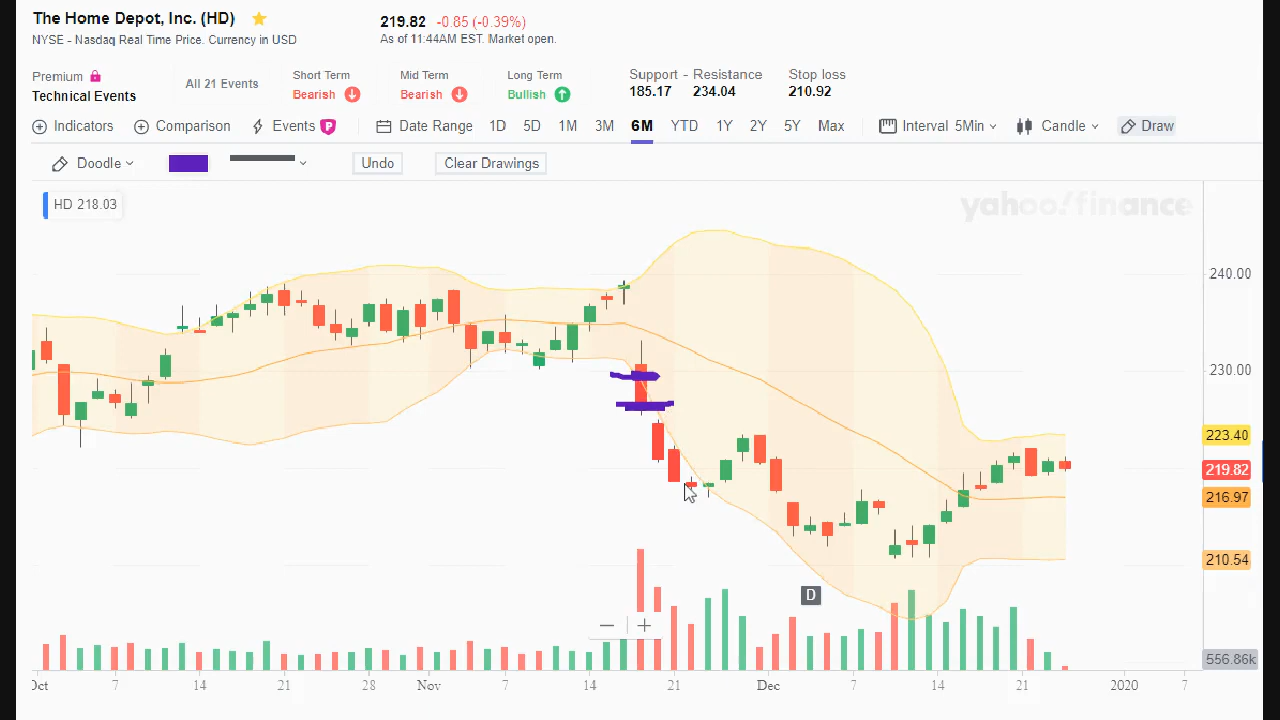 The Home Depot, Inc. (HD)
219.82 -0.85 (-0.39%)
NYSE - Nasdaq Real Time Price. Currency in USD
As of 11:44AM EST. Market open.
Premium
Technical Events
All 21 Events
Short Term
Bearish
Mid Term
Bearish
Long Term
Bullish
Support - Resistance
185.17 234.04
Stop loss
210.92
Indicators Comparison Events P Date Range 1D 5D 1M 3M 6M YTD 1Y 2Y 5Y Max Interval 5Min Candle Draw
Doodle Undo Clear Drawings
HD 218.03
yahoo!finance
240.00
230.00
223.40
219.82
216.97
210.54
D
556.86k
Oct 7 14 21 28 Nov 7 14 21 Dec 7 14 21 2020 7